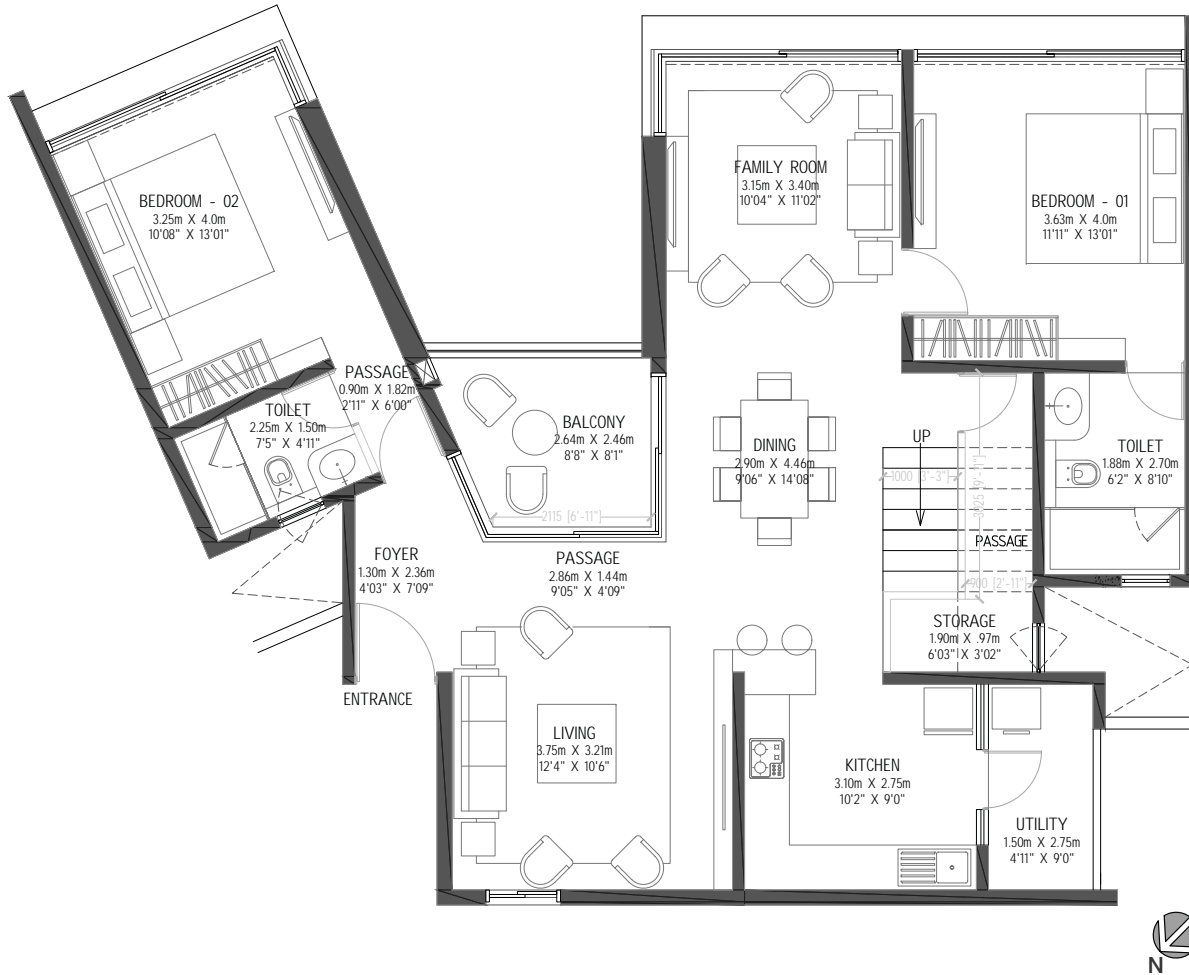 BEDROOM - 02
3.25m X 4.0m
10'08" X 13'01"
FAMILY ROOM
3.15m X 3.40m
10'04" X 11'02"
BEDROOM - 01
3.63m X 4.0m
11'11" X 13'01"
PASSAGE
0.90m X 1.82m
2'11" X 6'00"
TOILET
2.25m X 1.50m
7'5" X 4'11"
BALCONY
2.64m X 2.46m
8'8" X 8'1"
2115 [6'-11"]
DINING
2.90m X 4.46m
9'06" X 14'08"
UP
1000 [3'-3"]
PASSAGE
900 [2'-11"]
TOILET
1.88m X 2.70m
6'2" X 8'10"
FOYER
1.30m X 2.36m
4'03" X 7'09"
PASSAGE
2.86m X 1.44m
9'05" X 4'09"
STORAGE
1.90m X .97m
6'03" X 3'02"
ENTRANCE
LIVING
3.75m X 3.21m
12'4" X 10'6"
KITCHEN
3.10m X 2.75m
10'2" X 9'0"
UTILITY
1.50m X 2.75m
4'11" X 9'0"
N